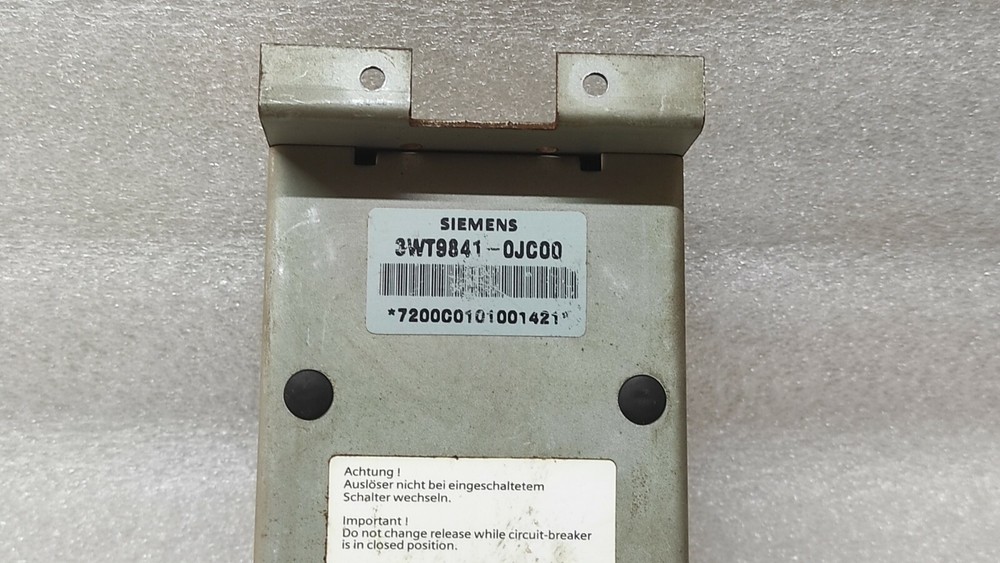 SIEMENS
3WT9841-0JC00
*7200C0101001421*
Achtung !
Auslöser nicht bei eingeschaltetem
Schalter wechseln.
Important !
Do not change release while circuit-breaker
is in closed position.